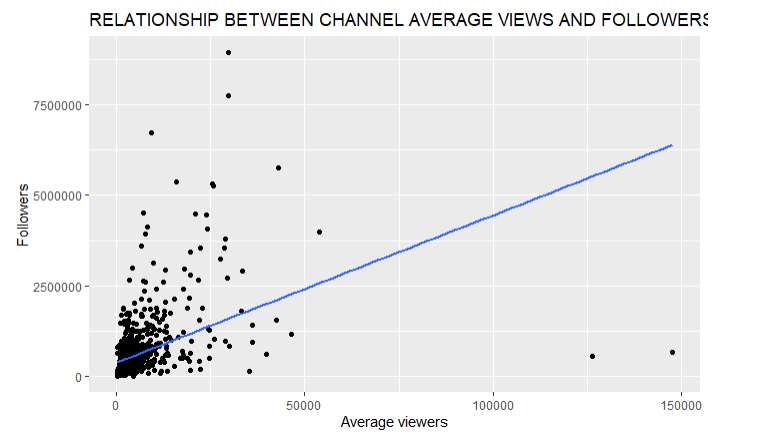 RELATIONSHIP BETWEEN CHANNEL AVERAGE VIEWS AND FOLLOWERS
7500000
5000000
2500000
0
Followers
0
50000
100000
150000
Average viewers